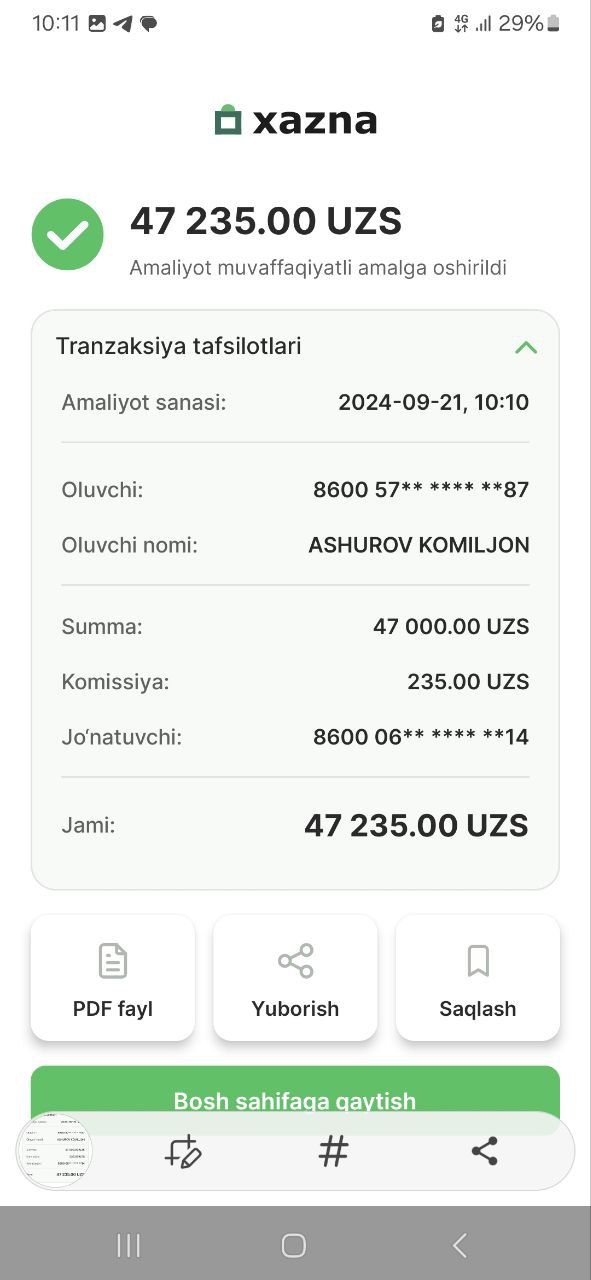 10:11 4G 29%
xazna
47 235.00 UZS
Amaliyot muvaffaqiyatli amalga oshirildi
Tranzaksiya tafsilotlari
Amaliyot sanasi: 2024-09-21, 10:10
Oluvchi: 8600 57** **** **87
Oluvchi nomi: ASHUROV KOMILJON
Summa: 47 000.00 UZS
Komissiya: 235.00 UZS
Jo‘natuvchi: 8600 06** **** **14
Jami: 47 235.00 UZS
PDF fayl Yuborish Saqlash
Bosh sahifaga qaytish
#